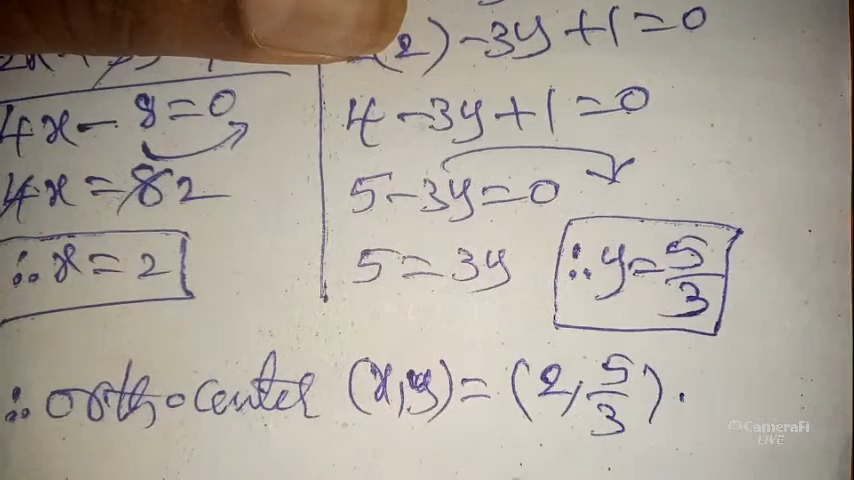 (2) - 3y + 1 = 0
4x - 8 = 0
4 - 3y + 1 = 0
4x = 8 2
5 - 3y = 0
∴ x = 2
5 = 3y
∴ y = 5/3
∴ orthocenter (x, y) = (2, 5/3).
CameraFi
LIVE